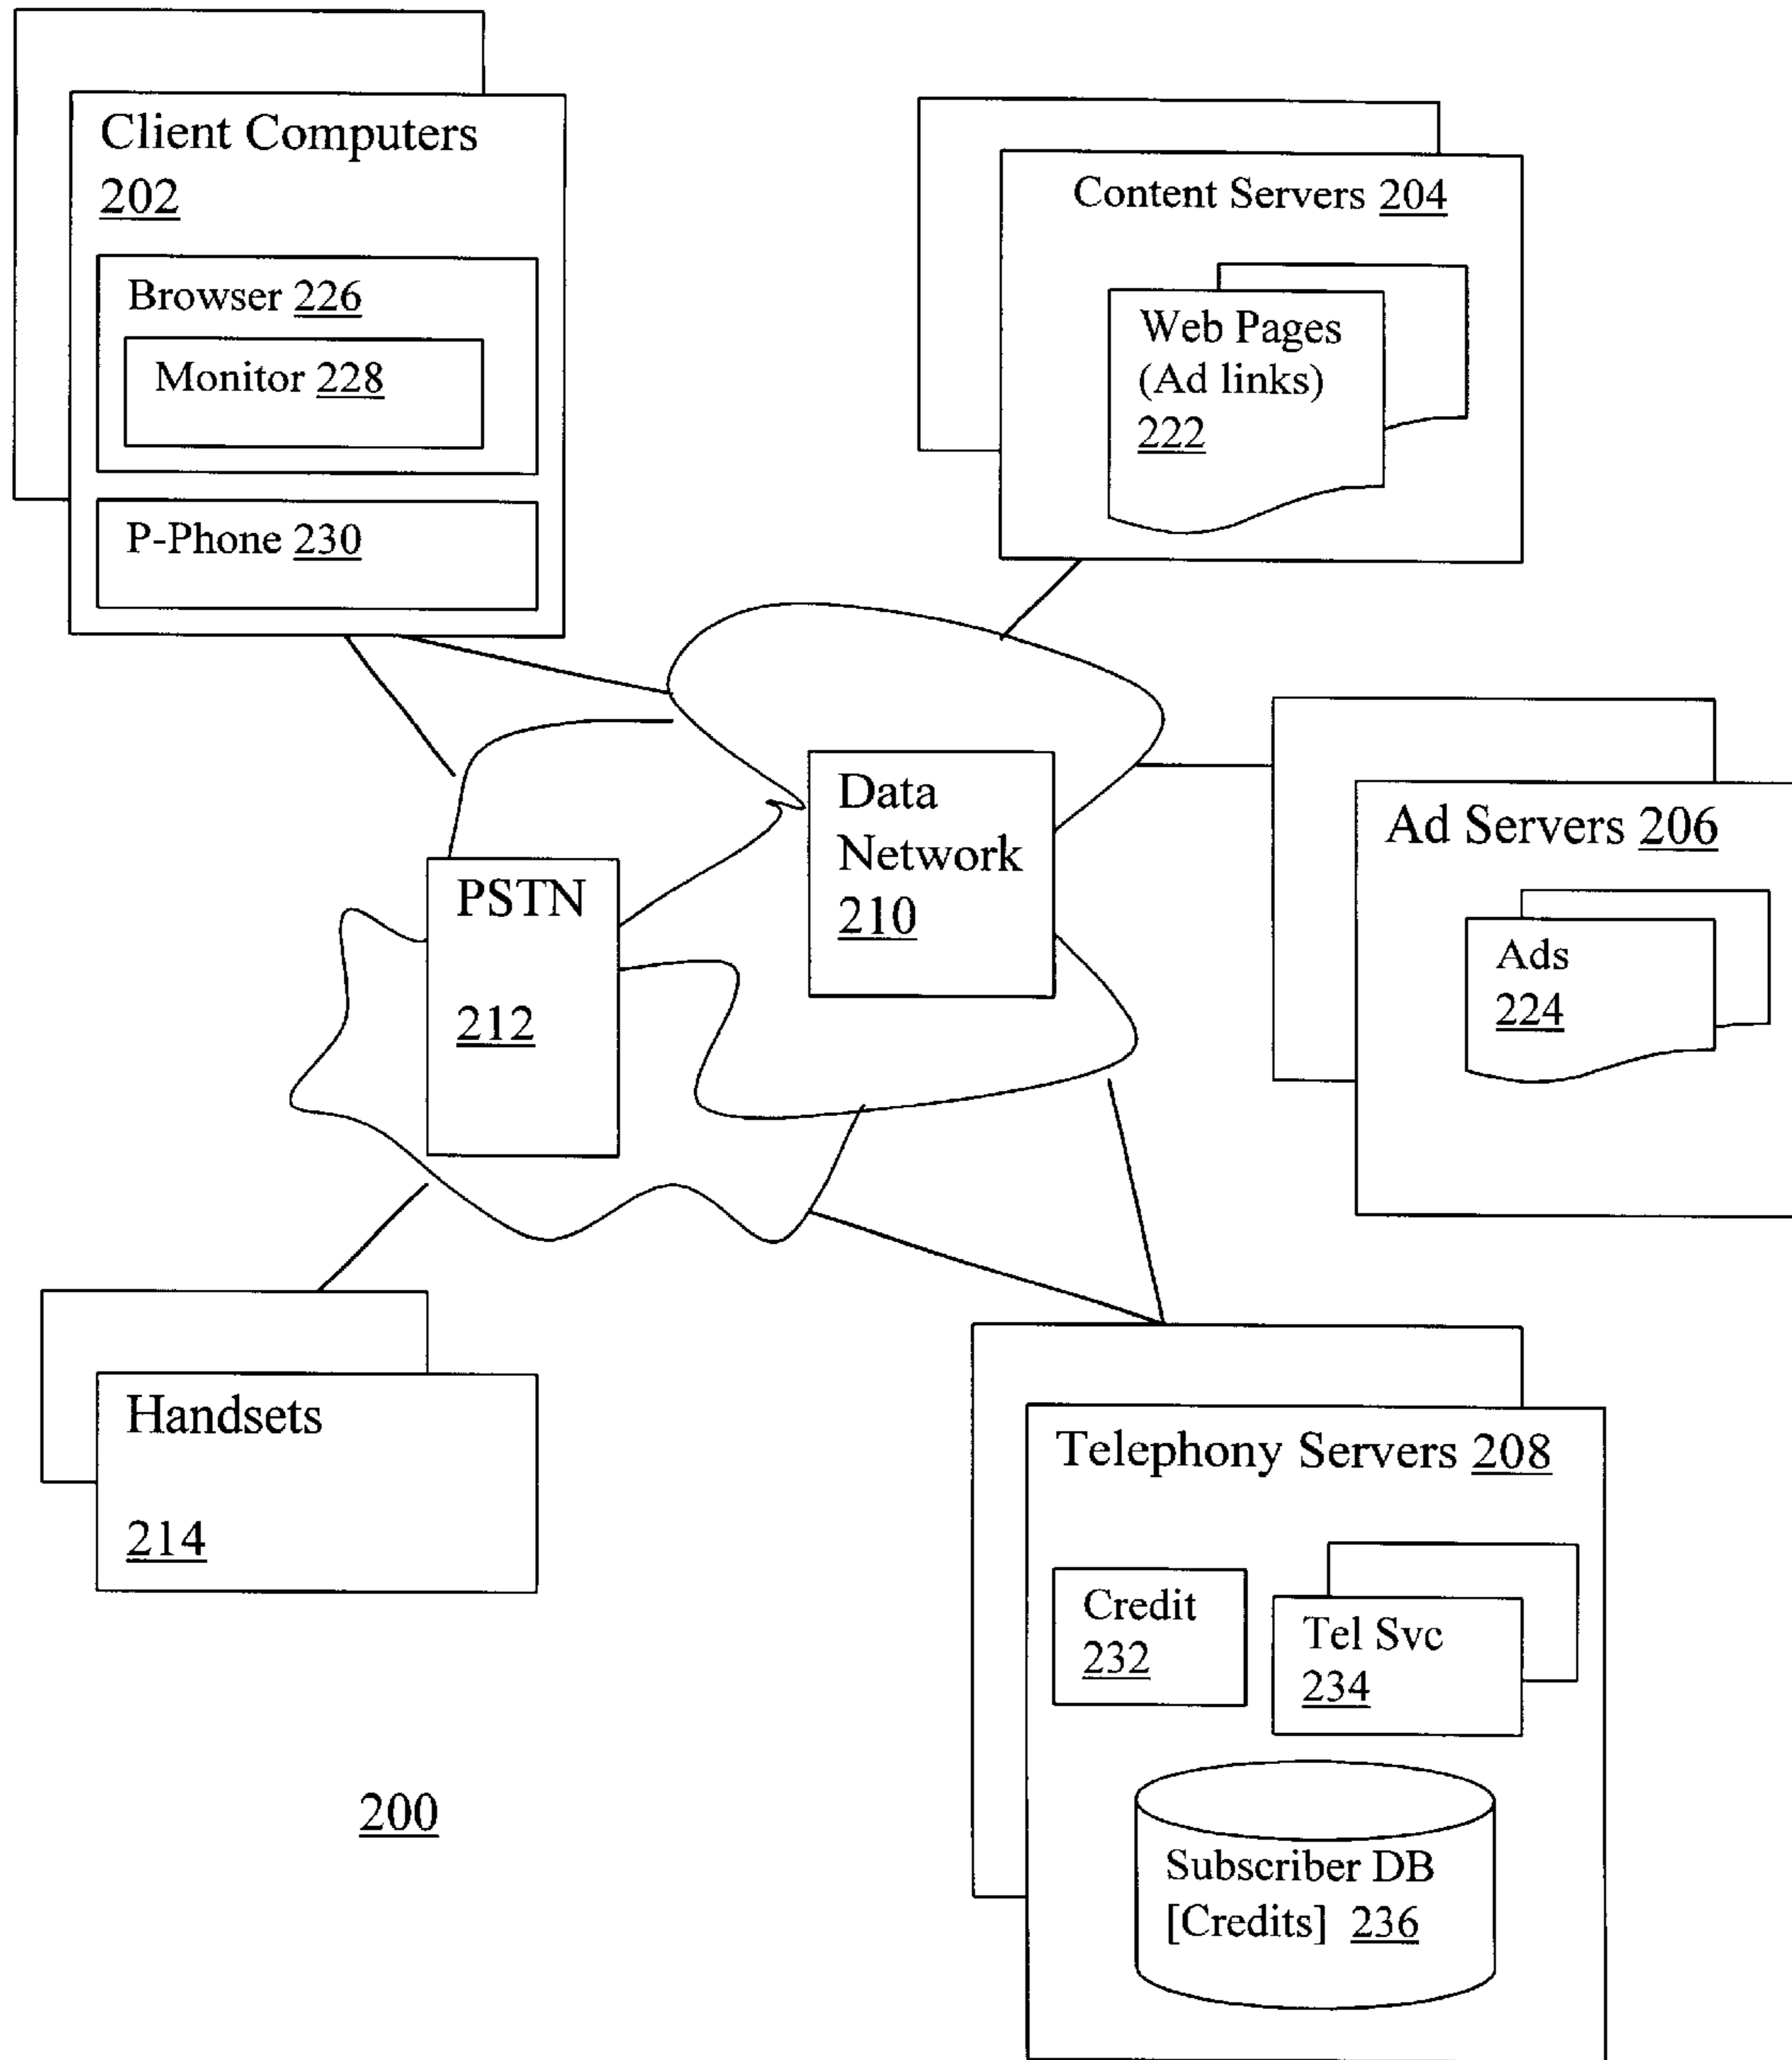 Client Computers
202
Browser 226
Monitor 228
P-Phone 230
Content Servers 204
Web Pages
(Ad links)
222
Data
Network
210
PSTN
212
Ad Servers 206
Ads
224
Handsets
214
Telephony Servers 208
Credit
232
Tel Svc
234
Subscriber DB
[Credits] 236
200